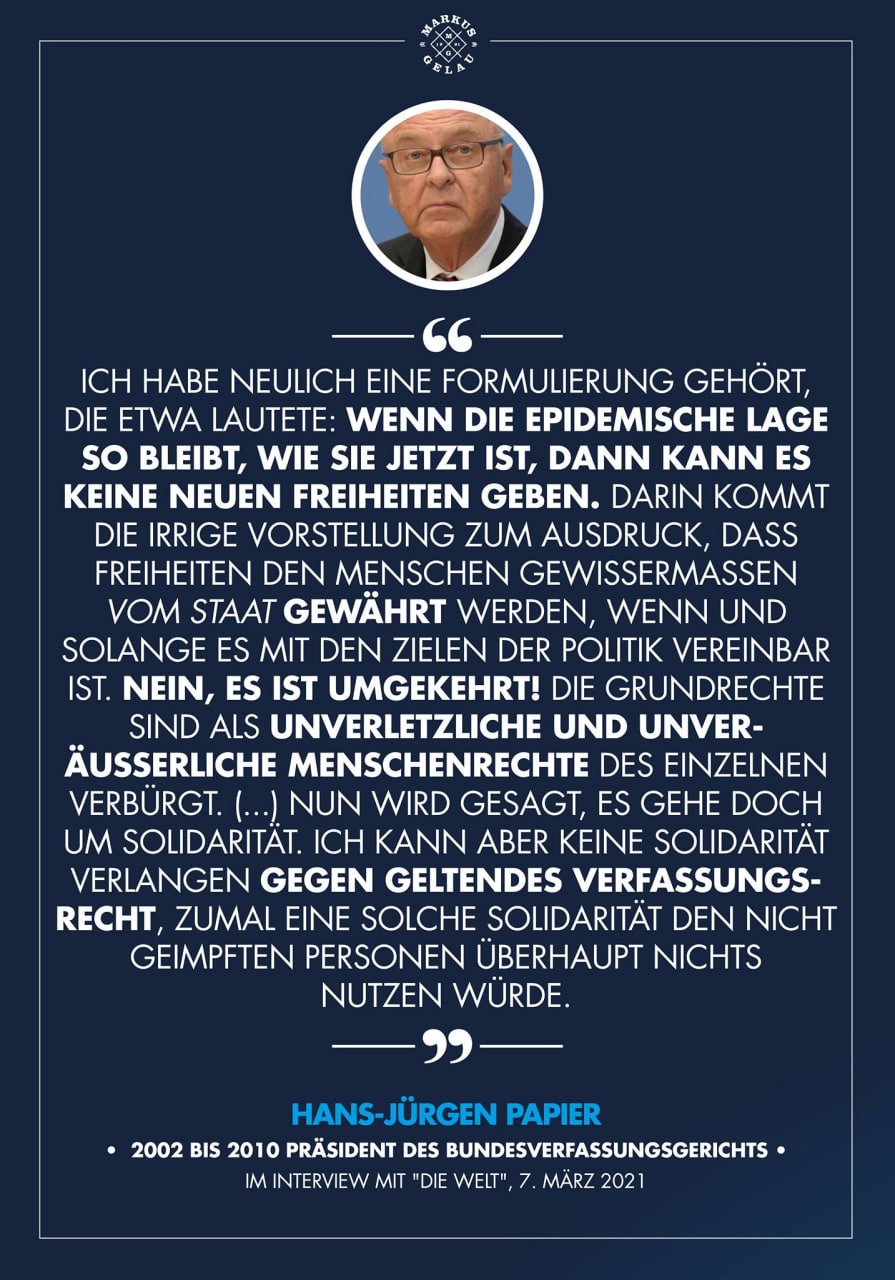 MARKUS
M
19 81
G
GELAU
“
ICH HABE NEULICH EINE FORMULIERUNG GEHÖRT,
DIE ETWA LAUTETE: WENN DIE EPIDEMISCHE LAGE
SO BLEIBT, WIE SIE JETZT IST, DANN KANN ES
KEINE NEUEN FREIHEITEN GEBEN. DARIN KOMMT
DIE IRRIGE VORSTELLUNG ZUM AUSDRUCK, DASS
FREIHEITEN DEN MENSCHEN GEWISSERMASSEN
VOM STAAT GEWÄHRT WERDEN, WENN UND
SOLANGE ES MIT DEN ZIELEN DER POLITIK VEREINBAR
IST. NEIN, ES IST UMGEKEHRT! DIE GRUNDRECHTE
SIND ALS UNVERLETZLICHE UND UNVER-
ÄUSSERLICHE MENSCHENRECHTE DES EINZELNEN
VERBÜRGT. (...) NUN WIRD GESAGT, ES GEHE DOCH
UM SOLIDARITÄT. ICH KANN ABER KEINE SOLIDARITÄT
VERLANGEN GEGEN GELTENDES VERFASSUNGS-
RECHT, ZUMAL EINE SOLCHE SOLIDARITÄT DEN NICHT
GEIMPFTEN PERSONEN ÜBERHAUPT NICHTS
NUTZEN WÜRDE.
”
HANS-JÜRGEN PAPIER
• 2002 BIS 2010 PRÄSIDENT DES BUNDESVERFASSUNGSGERICHTS •
IM INTERVIEW MIT "DIE WELT", 7. MÄRZ 2021